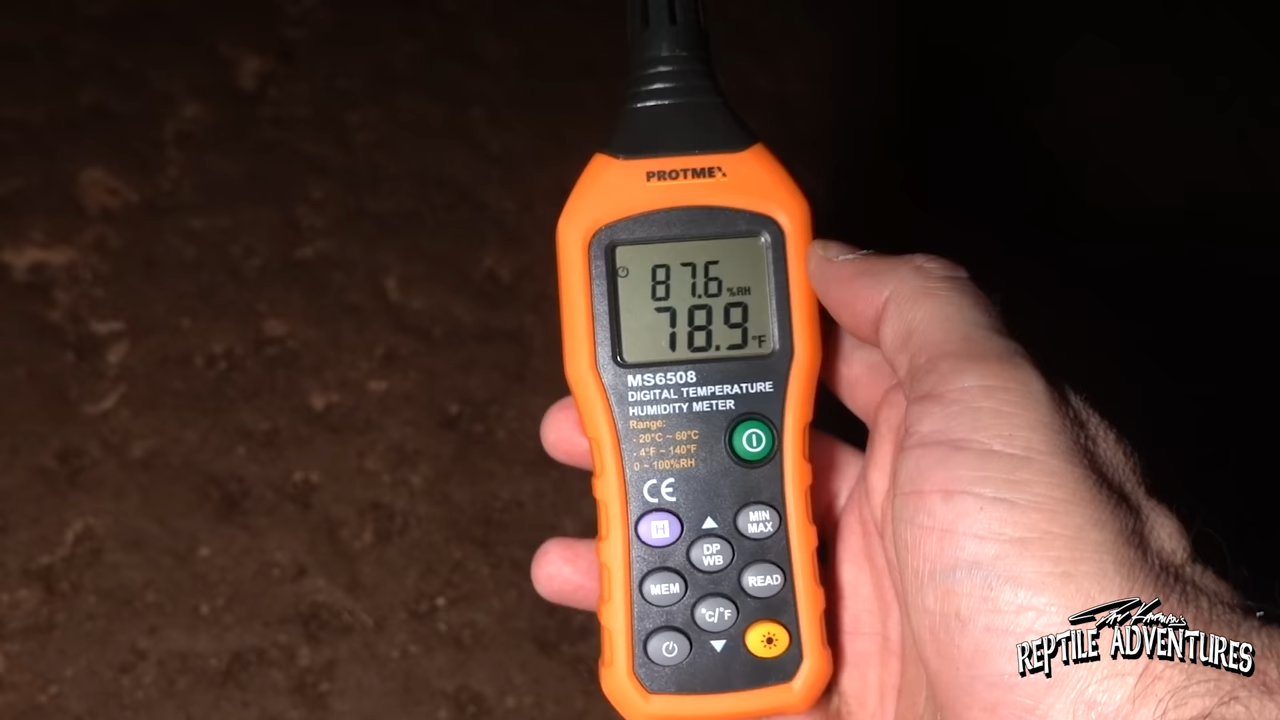 PROTMEX
87.6 %RH
78.9 °F
MS6508
DIGITAL TEMPERATURE
HUMIDITY METER
Range:
- 20°C ~ 60°C
- 4°F ~ 140°F
0 ~ 100%RH
CE
H
MIN
MAX
DP
WB
MEM
READ
°C/°F
REPTILE ADVENTURES